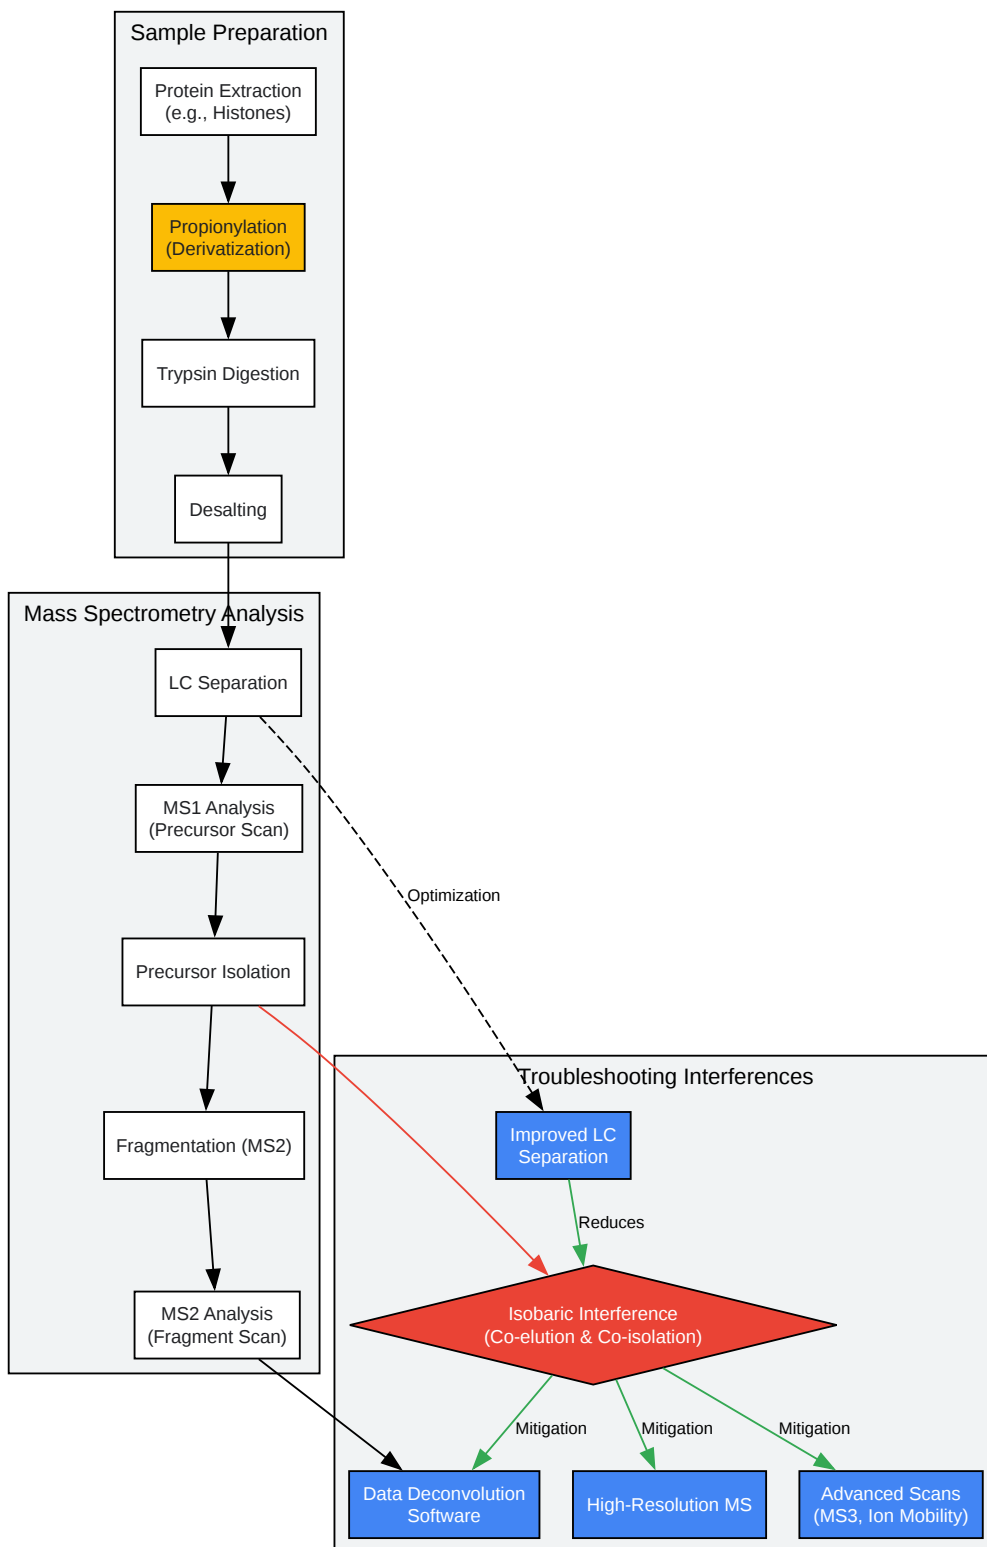 Sample Preparation
Protein Extraction
(e.g., Histones)
Propionylation
(Derivatization)
Trypsin Digestion
Desalting
Mass Spectrometry Analysis
LC Separation
MS1 Analysis
(Precursor Scan)
Optimization
Precursor Isolation
Troubleshooting Interferences
Improved LC
Separation
Fragmentation (MS2)
Reduces
MS2 Analysis
(Fragment Scan)
Isobaric Interference
(Co-elution & Co-isolation)
Mitigation
Mitigation
Mitigation
Data Deconvolution
Software
High-Resolution MS
Advanced Scans
(MS3, Ion Mobility)